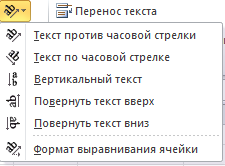 Перенос текста
Текст против часовой стрелки
Текст по часовой стрелке
Вертикальный текст
Повернуть текст вверх
Повернуть текст вниз
Формат выравнивания ячейки